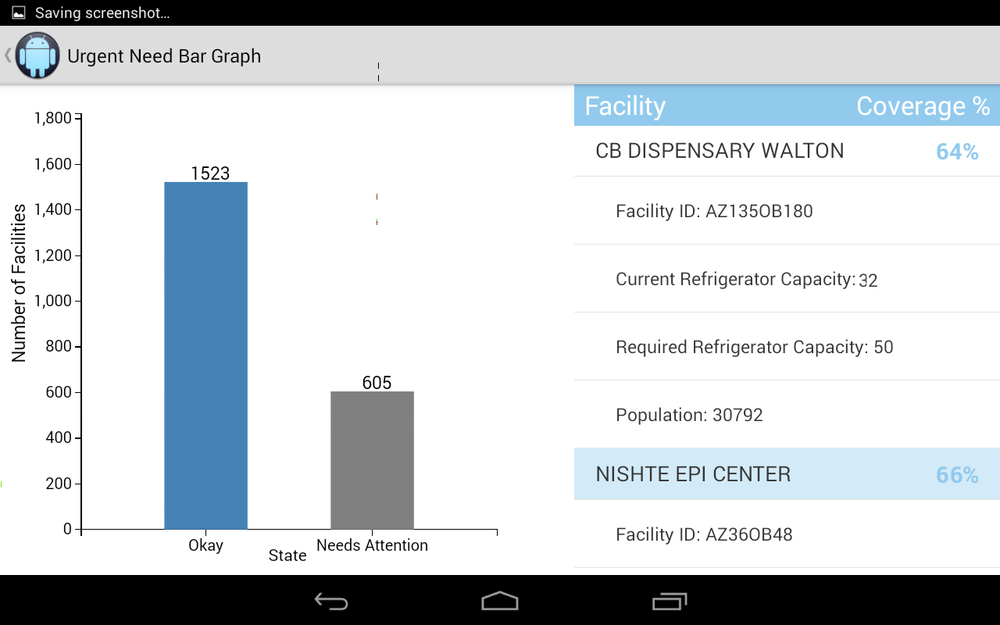 Saving screenshot...
Urgent Need Bar Graph
1,800
1,600
1,400
1,200
1,000
800
600
400
200
0
Number of Facilities
1523
605
Okay
Needs Attention
State
Facility Coverage %
CB DISPENSARY WALTON 64%
Facility ID: AZ135OB180
Current Refrigerator Capacity: 32
Required Refrigerator Capacity: 50
Population: 30792
NISHTE EPI CENTER 66%
Facility ID: AZ36OB48